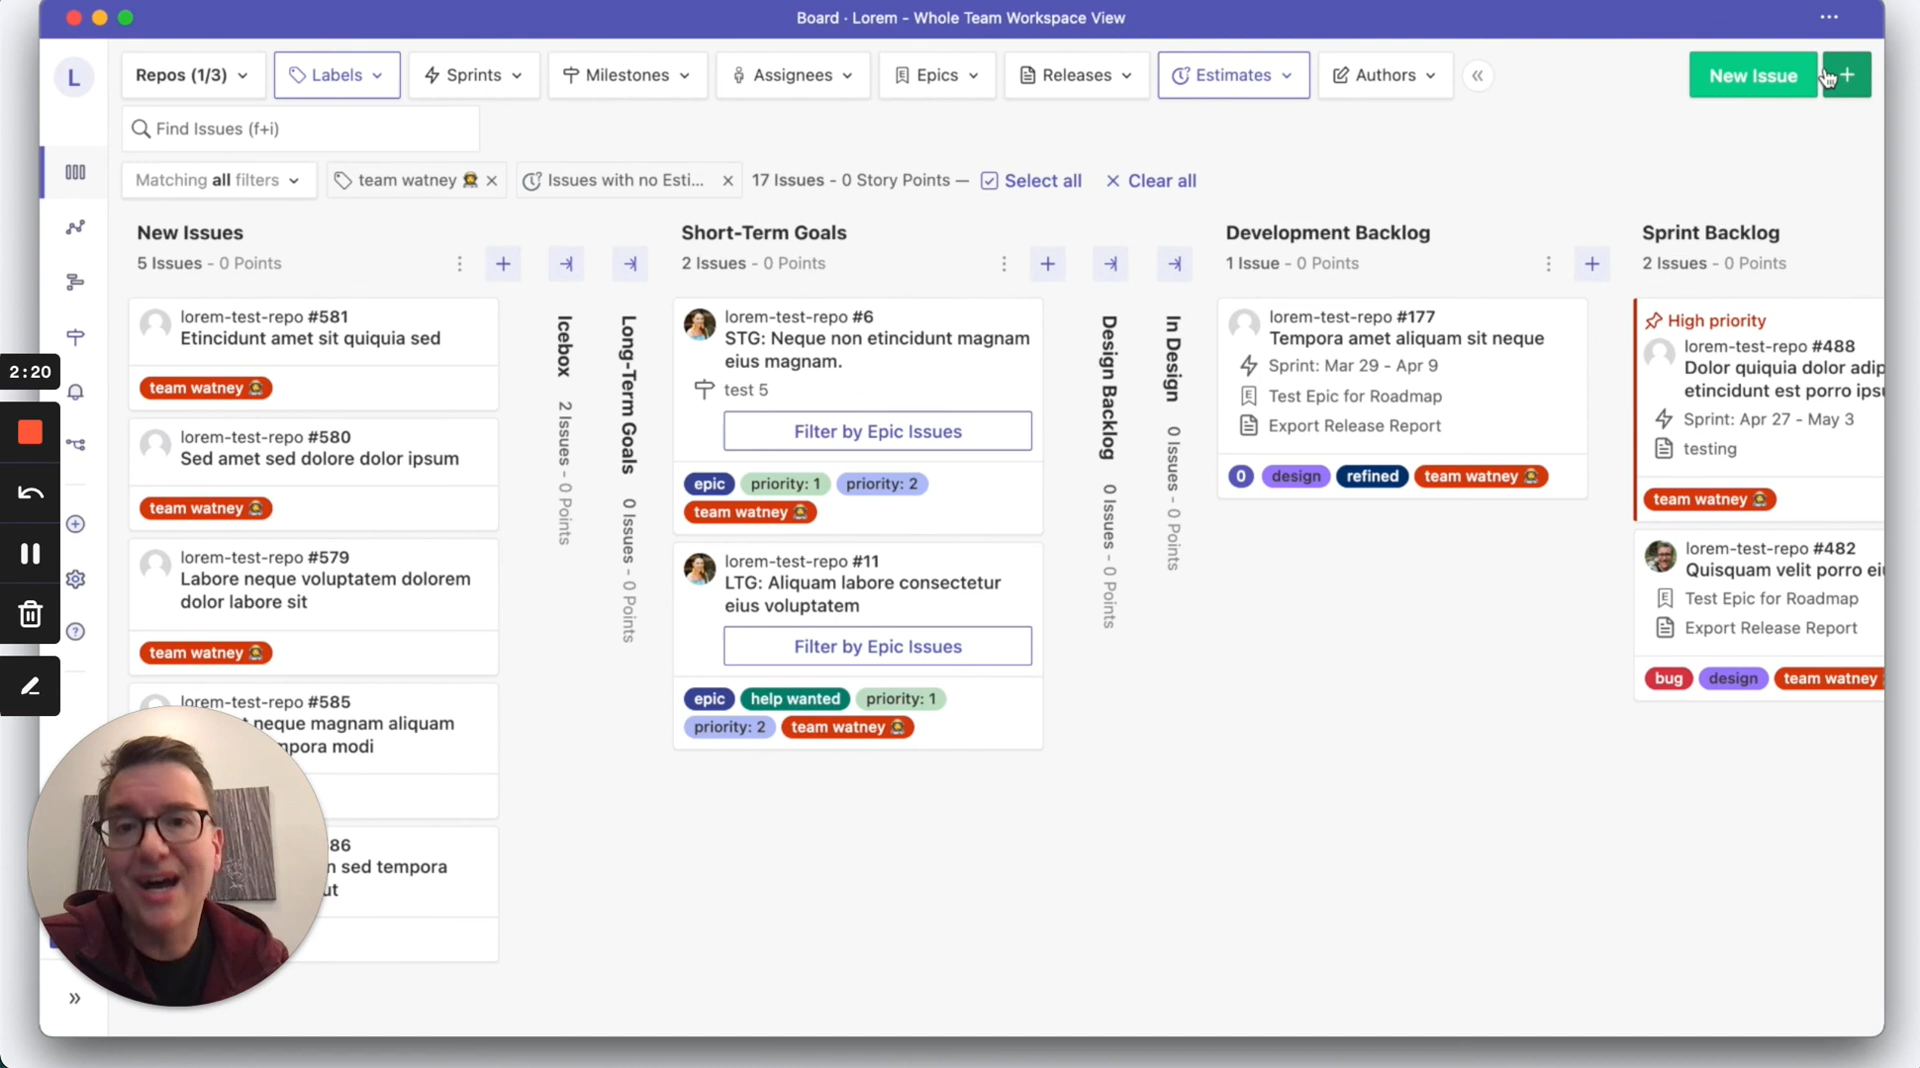 Board · Lorem - Whole Team Workspace View
L
Repos (1/3)
Labels
Sprints
Milestones
Assignees
Epics
Releases
Estimates
Authors
New Issue
Find Issues (f+i)
Matching all filters
team watney
Issues with no Esti...
17 Issues - 0 Story Points —
Select all
Clear all
New Issues
5 Issues - 0 Points
lorem-test-repo #581
Etincidunt amet sit quiquia sed
team watney
lorem-test-repo #580
Sed amet sed dolore dolor ipsum
team watney
lorem-test-repo #579
Labore neque voluptatem dolorem
dolor labore sit
team watney
lorem-test-repo #585
neque magnam aliquam
mpora modi
86
n sed tempora
ut
Icebox 2 Issues - 0 Points
Long-Term Goals 0 Issues - 0 Points
Short-Term Goals
2 Issues - 0 Points
lorem-test-repo #6
STG: Neque non etincidunt magnam
eius magnam.
test 5
Filter by Epic Issues
epic priority: 1 priority: 2
team watney
lorem-test-repo #11
LTG: Aliquam labore consectetur
eius voluptatem
Filter by Epic Issues
epic help wanted priority: 1
priority: 2 team watney
Design Backlog 0 Issues - 0 Points
In Design 0 Issues - 0 Points
Development Backlog
1 Issue - 0 Points
lorem-test-repo #177
Tempora amet aliquam sit neque
Sprint: Mar 29 - Apr 9
Test Epic for Roadmap
Export Release Report
0 design refined team watney
Sprint Backlog
2 Issues - 0 Points
High priority
lorem-test-repo #488
Dolor quiquia dolor adip
etincidunt est porro ipsu
Sprint: Apr 27 - May 3
testing
team watney
lorem-test-repo #482
Quisquam velit porro eiu
Test Epic for Roadmap
Export Release Report
bug design team watney
2:20